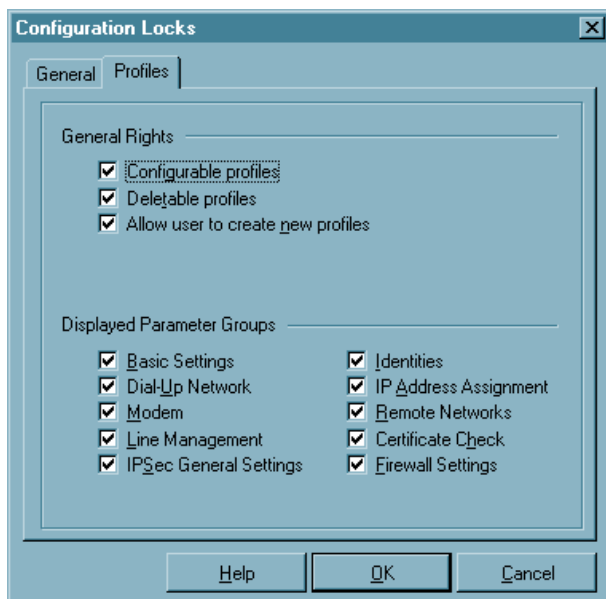 Configuration Locks
General
Profiles
General Rights
Configurable profiles
Deletable profiles
Allow user to create new profiles
Displayed Parameter Groups
Basic Settings
Dial-Up Network
Modem
Line Management
IPSec General Settings
Identities
IP Address Assignment
Remote Networks
Certificate Check
Firewall Settings
Help
OK
Cancel